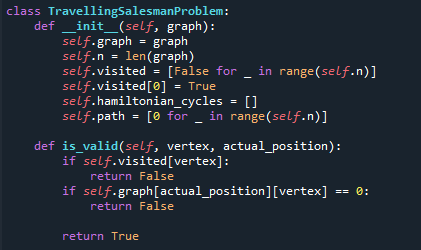 class TravellingSalesmanProblem:
    def __init__(self, graph):
        self.graph = graph
        self.n = len(graph)
        self.visited = [False for _ in range(self.n)]
        self.visited[0] = True
        self.hamiltonian_cycles = []
        self.path = [0 for _ in range(self.n)]

    def is_valid(self, vertex, actual_position):
        if self.visited[vertex]:
            return False
        if self.graph[actual_position][vertex] == 0:
            return False

        return True